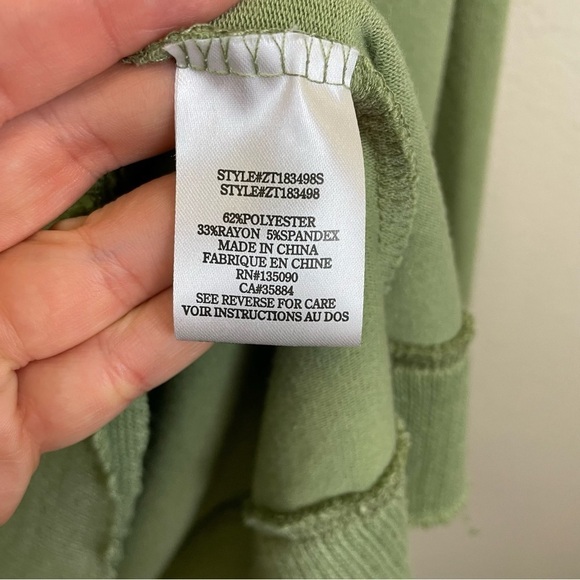 STYLE#ZT183498S
STYLE#ZT183498
62%POLYESTER
33%RAYON 5%SPANDEX
MADE IN CHINA
FABRIQUE EN CHINE
RN#135090
CA#35884
SEE REVERSE FOR CARE
VOIR INSTRUCTIONS AU DOS